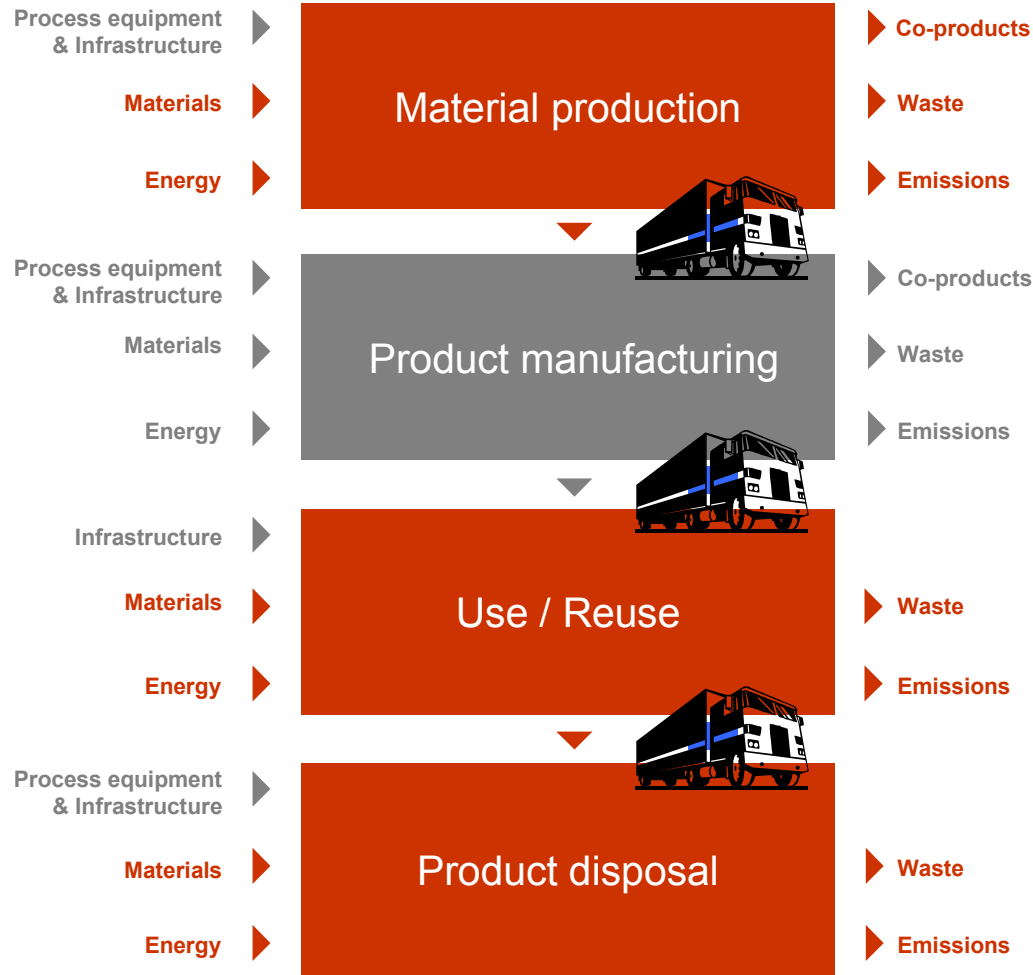 Process equipment
& Infrastructure
Co-products
Materials
Material production
Waste
Energy
Emissions
Process equipment
& Infrastructure
Co-products
Materials
Product manufacturing
Waste
Energy
Emissions
Infrastructure
Materials
Use / Reuse
Waste
Energy
Emissions
Process equipment
& Infrastructure
Materials
Product disposal
Waste
Energy
Emissions